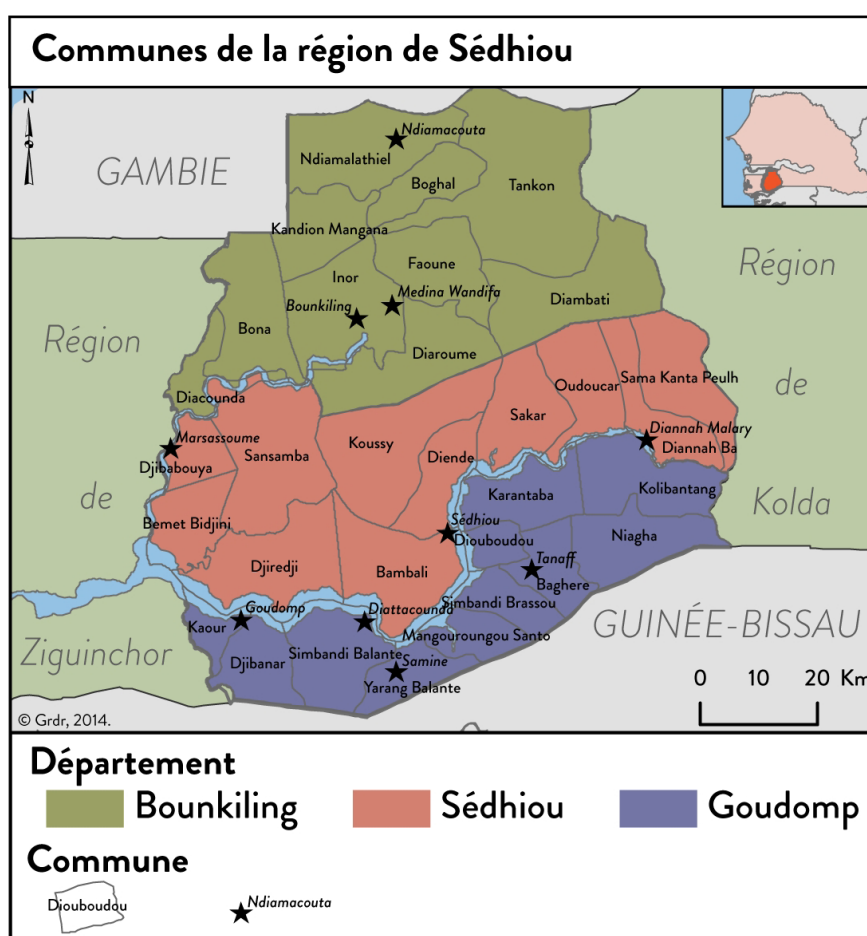 Communes de la région de Sédhiou
N
GAMBIE
Ndiamacouta
Ndiamalathiel
Boghal
Tankon
Kandion Mangana
Faoune
Inor
Région
Medina Wandifa
Bounkiling
Diambati
Bona
Région
Diaroume
de
Oudoucar
Sama Kanta Peulh
Diacounda
Sakar
Diannah Malary
Marsassoume
Koussy
Diannah Ba
Sansamba
Diende
Djibabouya
Kolibantang
Karantaba
de
Kolda
Bemet Bidjini
Sédhiou
Diouboudou
Niagha
Tanaff
Djiredji
Bambali
Baghere
Simbandi Brassou
Goudomp
Diattacounda
Kaour
GUINÉE-BISSAU
Mangouroungou Santo
Ziguinchor
Simbandi Balante
Djibanar
Samine
Yarang Balante
0 10 20 Km
© Grdr, 2014.
Département
Bounkiling
Sédhiou
Goudomp
Commune
Diouboudou
Ndiamacouta